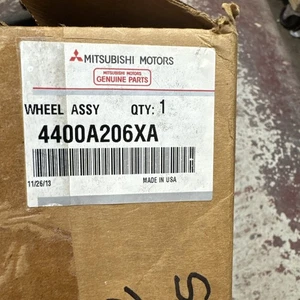 MITSUBISHI MOTORS
MITSUBISHI MOTORS
GENUINE PARTS
WHEEL ASSY QTY: 1
4400A206XA
11/26/13 MADE IN USA